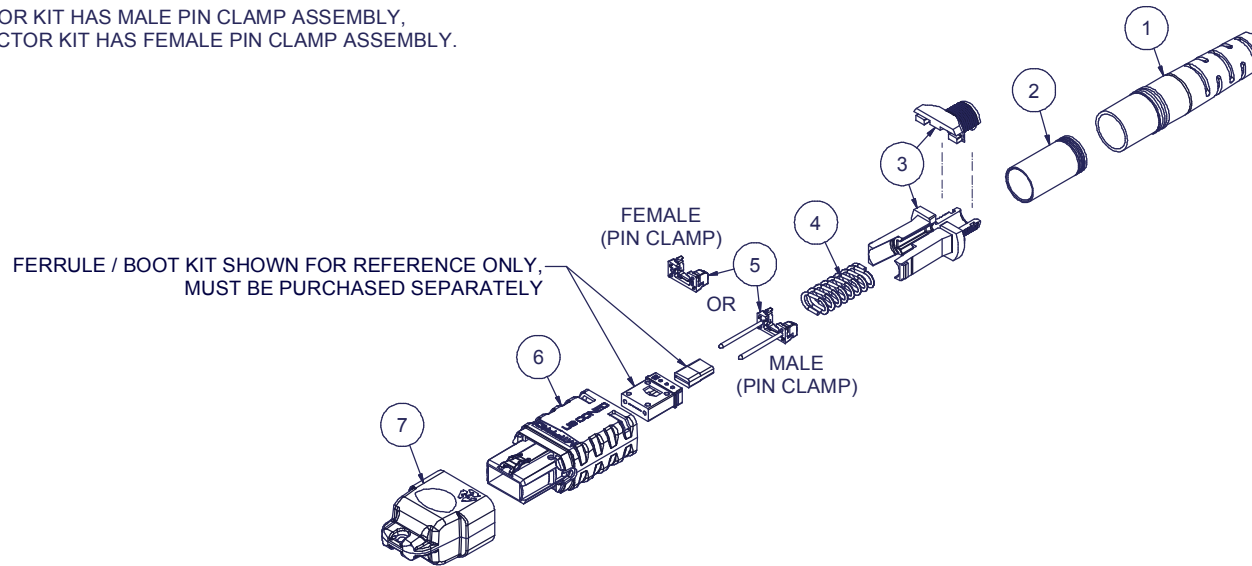 OR KIT HAS MALE PIN CLAMP ASSEMBLY,
CTOR KIT HAS FEMALE PIN CLAMP ASSEMBLY.
1
2
3
FEMALE
(PIN CLAMP)
4
5
FERRULE / BOOT KIT SHOWN FOR REFERENCE ONLY,
MUST BE PURCHASED SEPARATELY
OR
MALE
(PIN CLAMP)
6
7